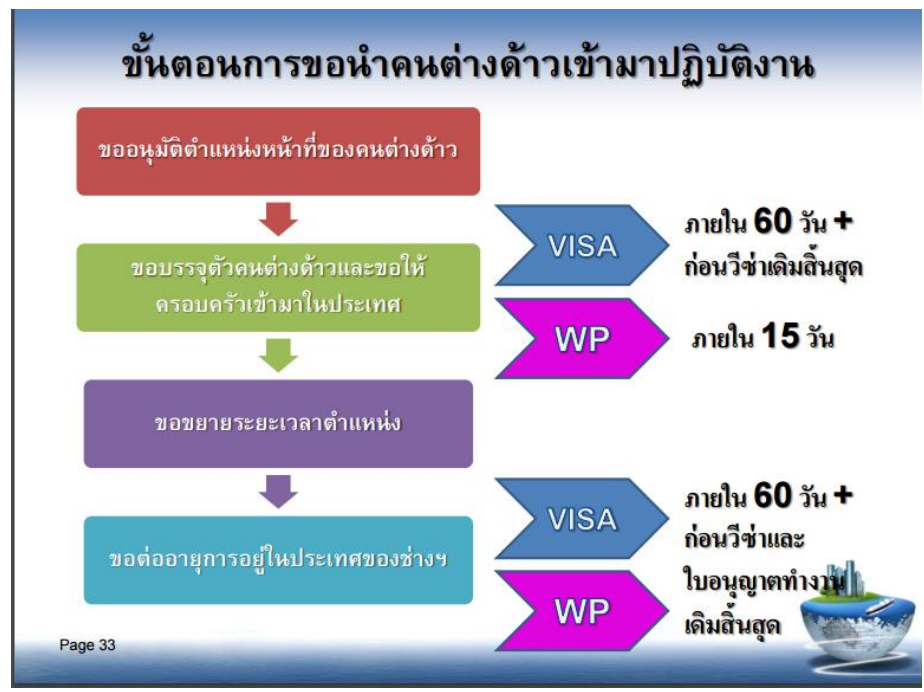 ขั้นตอนการขอนำคนต่างด้าวเข้ามาปฏิบัติงาน
ขออนุมัติตำแหน่งหน้าที่ของคนต่างด้าว
ขอบรรจุตัวคนต่างด้าวและขอให้
ครอบครัวเข้ามาในประเทศ
VISA
ภายใน 60 วัน +
ก่อนวีซ่าเดิมสิ้นสุด
WP
ภายใน 15 วัน
ขอขยายระยะเวลาตำแหน่ง
ขอต่ออายุการอยู่ในประเทศของช่างฯ
VISA
WP
ภายใน 60 วัน +
ก่อนวีซ่าและ
ใบอนุญาตทำงาน
เดิมสิ้นสุด
Page 33